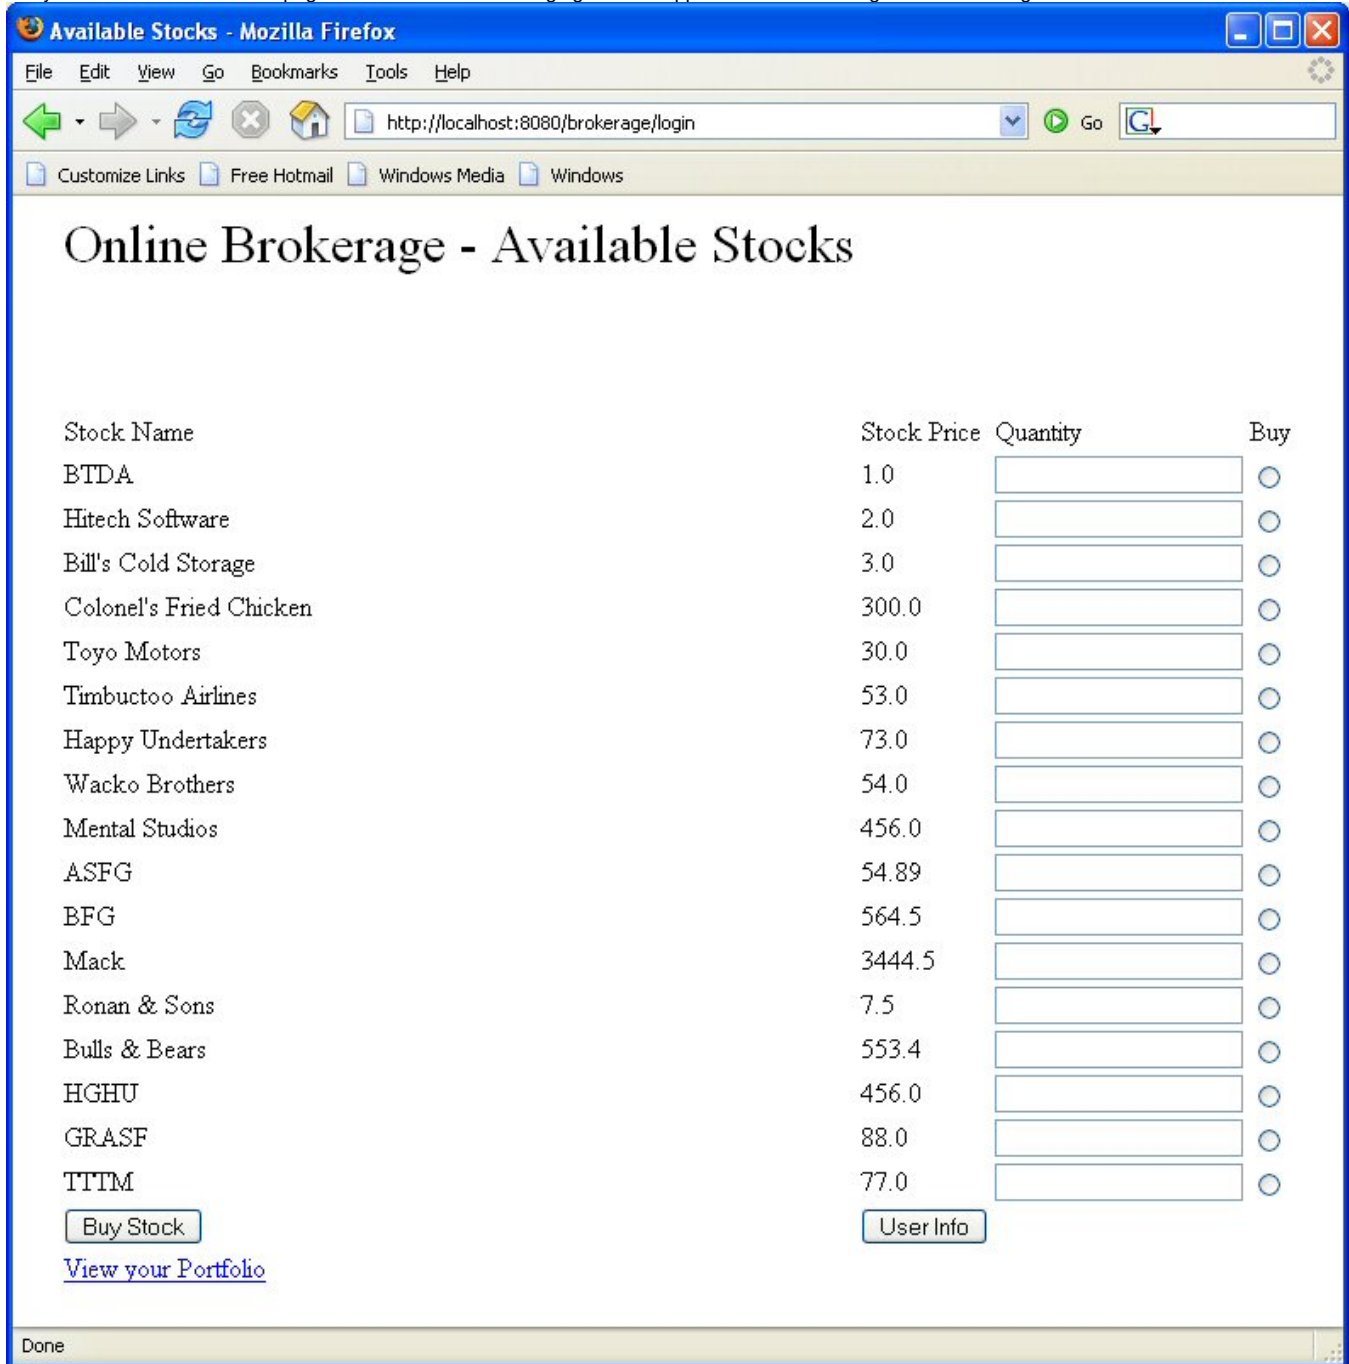 Available Stocks - Mozilla Firefox
File Edit View Go Bookmarks Tools Help
http://localhost:8080/brokerage/login Go G
Customize Links Free Hotmail Windows Media Windows
Online Brokerage - Available Stocks
Stock Name Stock Price Quantity Buy
BTDA 1.0
Hitech Software 2.0
Bill's Cold Storage 3.0
Colonel's Fried Chicken 300.0
Toyo Motors 30.0
Timbuctoo Airlines 53.0
Happy Undertakers 73.0
Wacko Brothers 54.0
Mental Studios 456.0
ASFG 54.89
BFG 564.5
Mack 3444.5
Ronan & Sons 7.5
Bulls & Bears 553.4
HGHU 456.0
GRASF 88.0
TTTM 77.0
Buy Stock User Info
View your Portfolio
Done